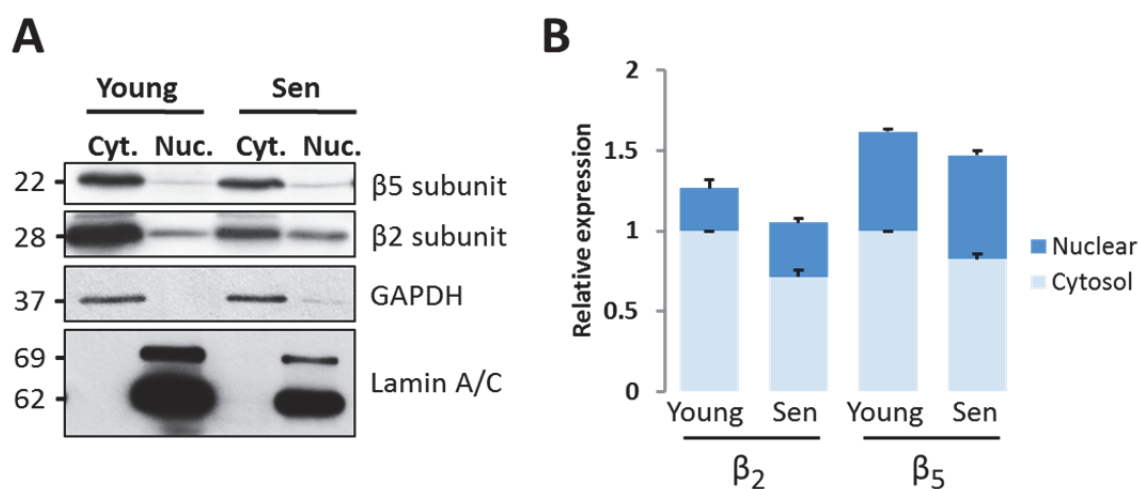 A
Young Sen
Cyt. Nuc. Cyt. Nuc.
22 β5 subunit
28 β2 subunit
37 GAPDH
69
62 Lamin A/C
B
Relative expression
2
1.5
1
0.5
0
Nuclear
Cytosol
Young Sen Young Sen
β2 β5